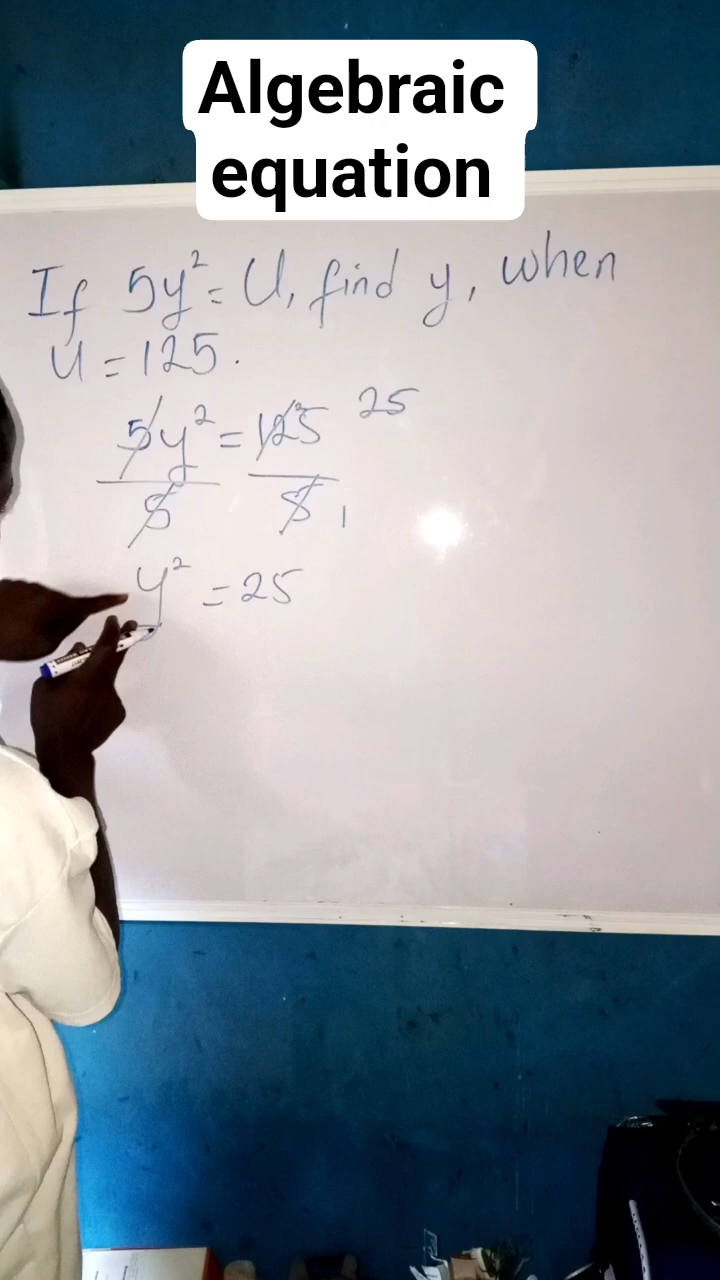 Algebraic
equation
If 5y² = U, find y, when
U = 125.
5y² = 125 25
5 5 1
y² = 25